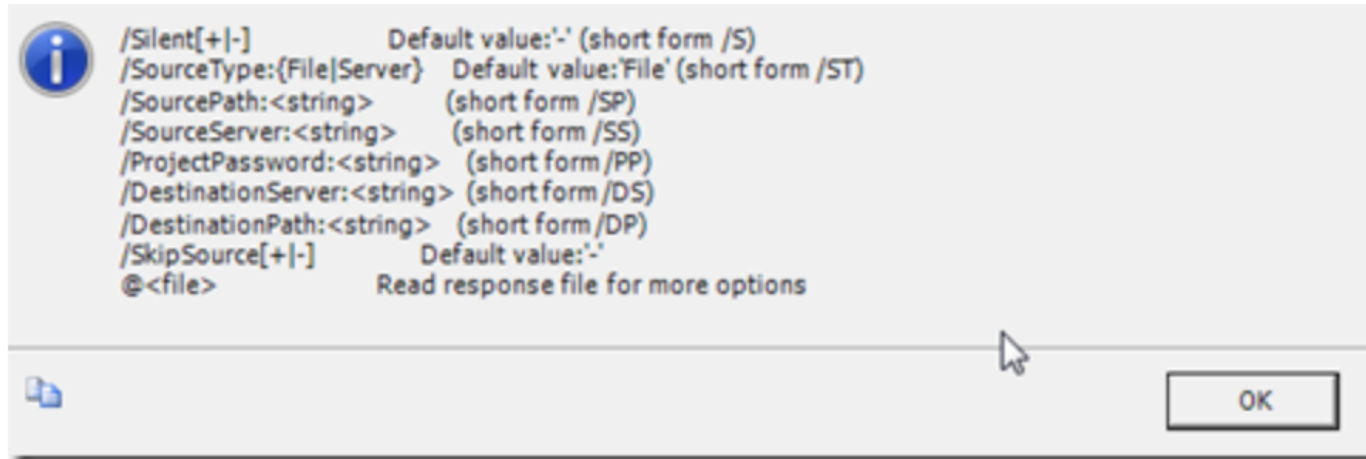 /Silent[+|-] Default value:'-' (short form /S)
/SourceType:{File|Server} Default value:'File' (short form /ST)
/SourcePath:<string> (short form /SP)
/SourceServer:<string> (short form /SS)
/ProjectPassword:<string> (short form /PP)
/DestinationServer:<string> (short form /DS)
/DestinationPath:<string> (short form /DP)
/SkipSource[+|-] Default value:'-'
@<file> Read response file for more options
OK